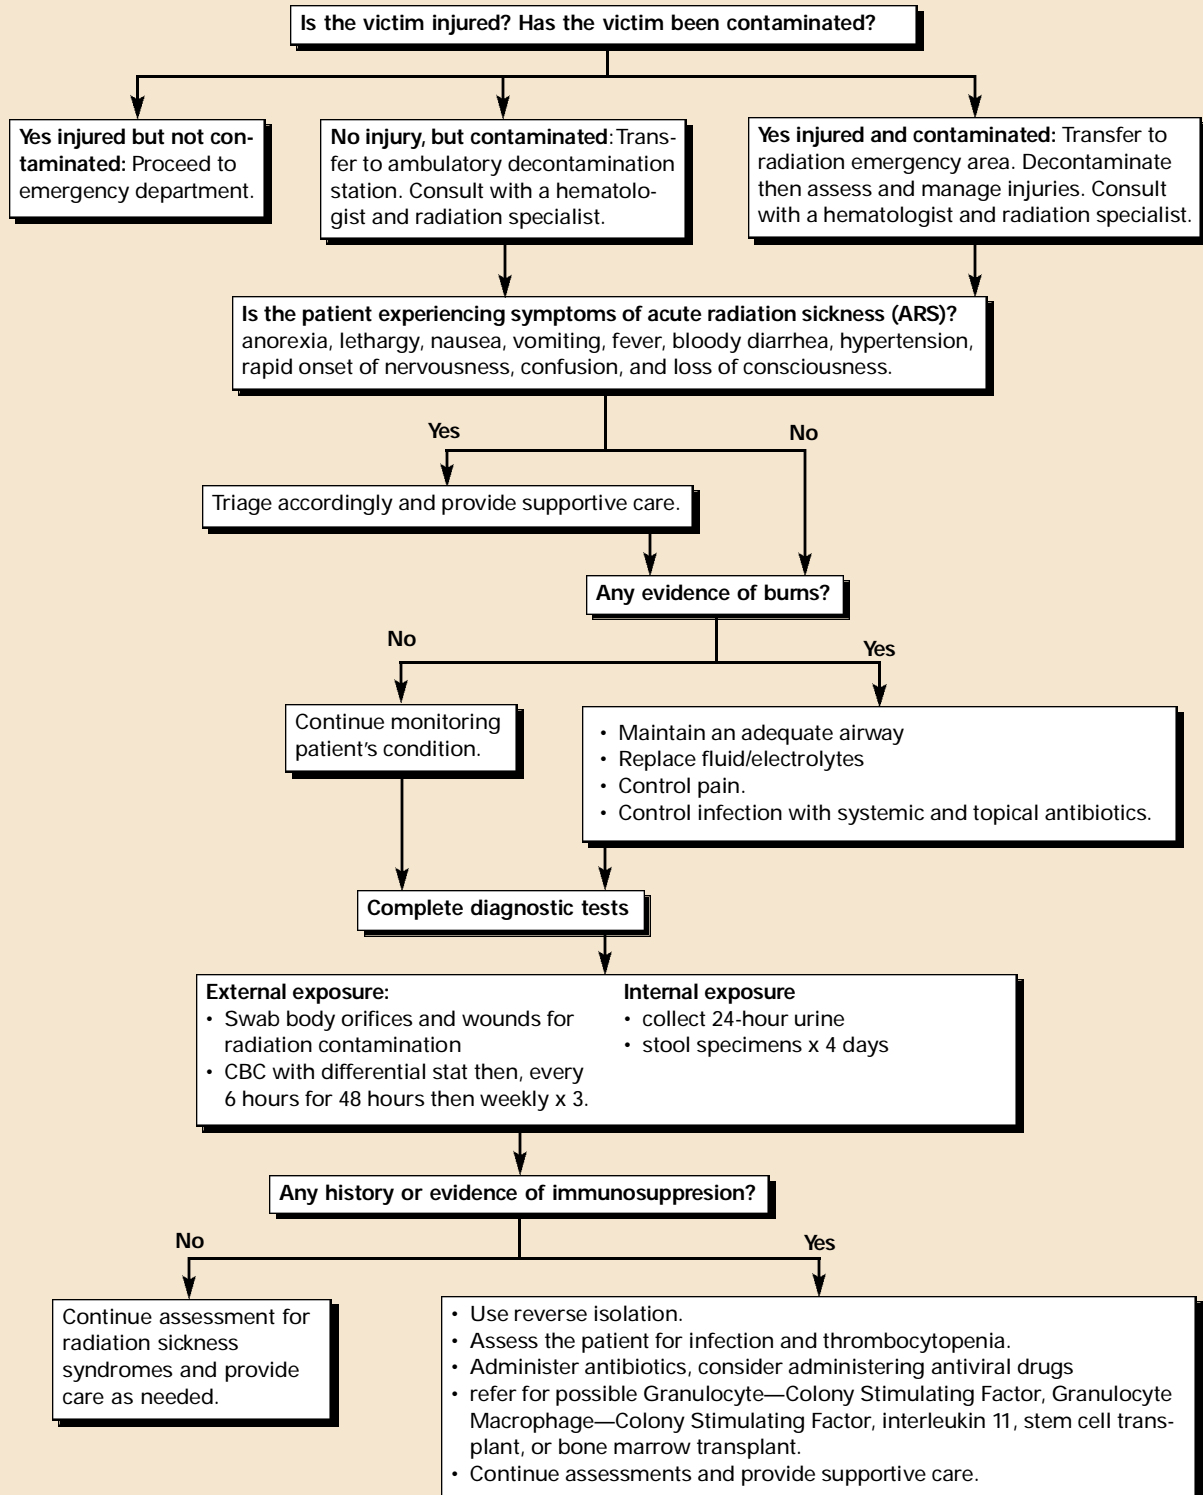 Is the victim injured? Has the victim been contaminated?
Yes injured but not con-
taminated: Proceed to
emergency department.
No injury, but contaminated: Trans-
fer to ambulatory decontamination
station. Consult with a hematolo-
gist and radiation specialist.
Yes injured and contaminated: Transfer to
radiation emergency area. Decontaminate
then assess and manage injuries. Consult
with a hematologist and radiation specialist.
Is the patient experiencing symptoms of acute radiation sickness (ARS)?
anorexia, lethargy, nausea, vomiting, fever, bloody diarrhea, hypertension,
rapid onset of nervousness, confusion, and loss of consciousness.
Yes
No
Triage accordingly and provide supportive care.
Any evidence of burns?
No
Yes
Continue monitoring
patient's condition.
• Maintain an adequate airway
• Replace fluid/electrolytes
• Control pain.
• Control infection with systemic and topical antibiotics.
Complete diagnostic tests
External exposure:
• Swab body orifices and wounds for
radiation contamination
• CBC with differential stat then, every
6 hours for 48 hours then weekly x 3.
Internal exposure
• collect 24-hour urine
• stool specimens x 4 days
Any history or evidence of immunosuppresion?
No
Yes
Continue assessment for
radiation sickness
syndromes and provide
care as needed.
• Use reverse isolation.
• Assess the patient for infection and thrombocytopenia.
• Administer antibiotics, consider administering antiviral drugs
• refer for possible Granulocyte—Colony Stimulating Factor, Granulocyte
Macrophage—Colony Stimulating Factor, interleukin 11, stem cell trans-
plant, or bone marrow transplant.
• Continue assessments and provide supportive care.